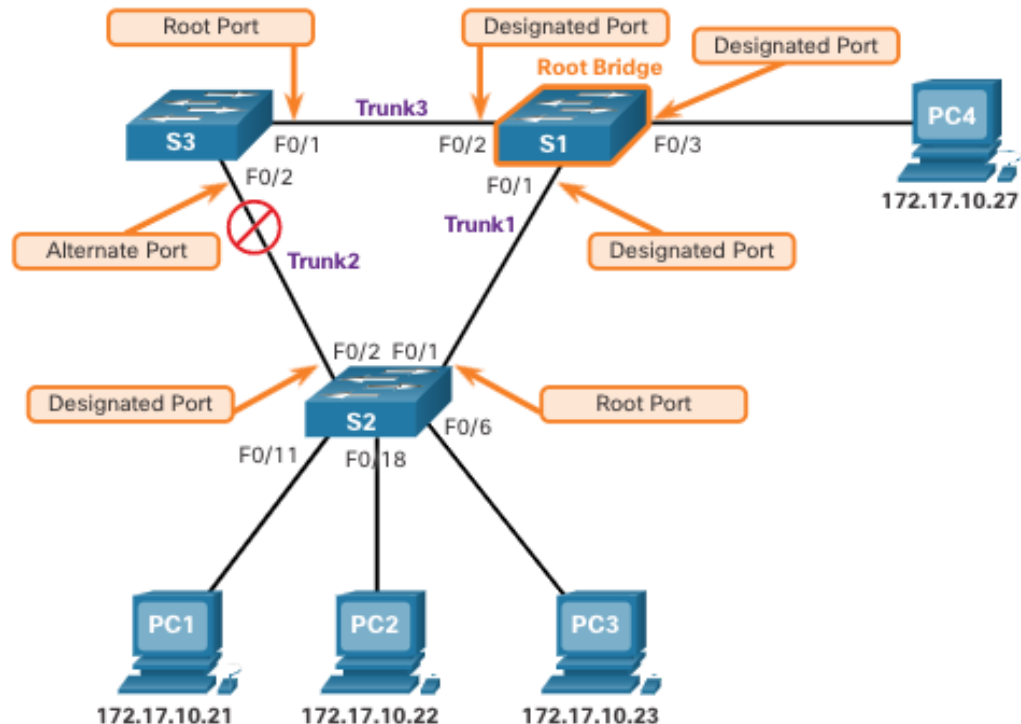 Root Port
Designated Port
Designated Port
Root Bridge
Trunk3
S3
F0/1
F0/2
S1
F0/3
PC4
F0/2
F0/1
172.17.10.27
Alternate Port
Trunk1
Designated Port
Trunk2
F0/2
F0/1
Designated Port
Root Port
S2
F0/6
F0/11
F0/18
PC1
PC2
PC3
172.17.10.21
172.17.10.22
172.17.10.23